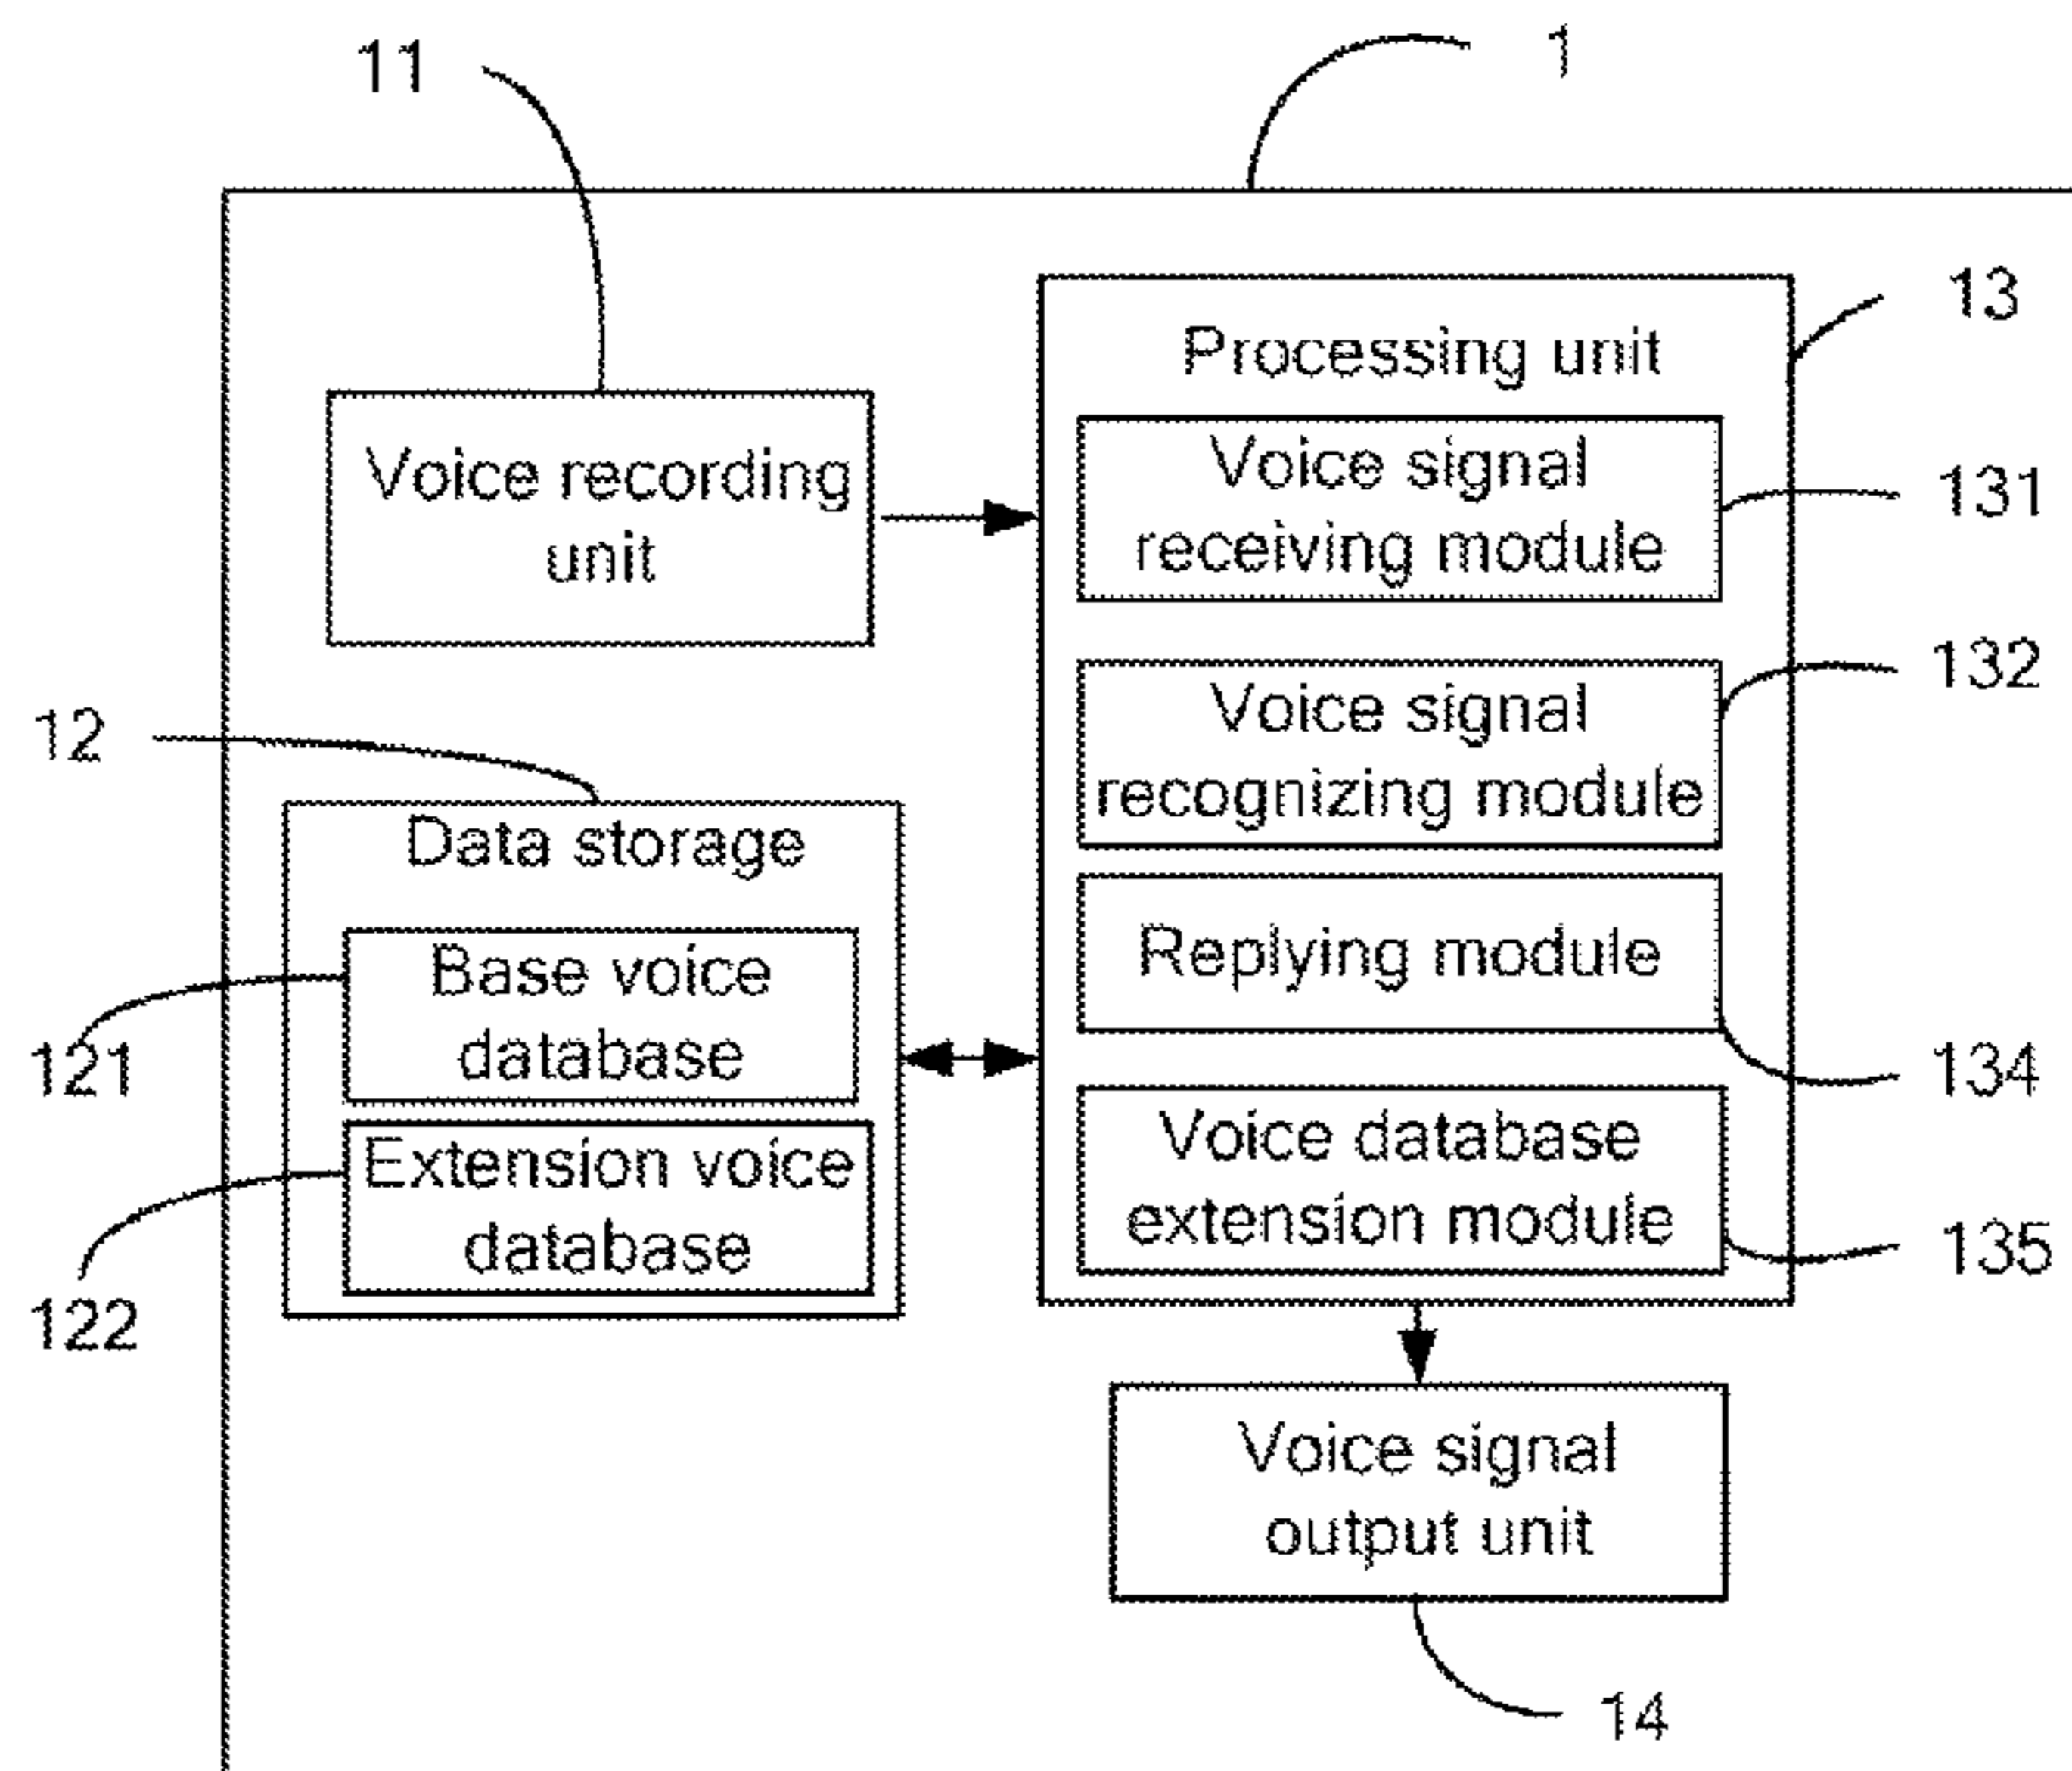 11
1
13
Processing unit
Voice recording
unit
Voice signal
receiving module
131
132
Voice signal
recognizing module
12
Data storage
Replying module
134
Base voice
database
121
Extension voice
database
122
Voice database
extension module
135
Voice signal
output unit
14